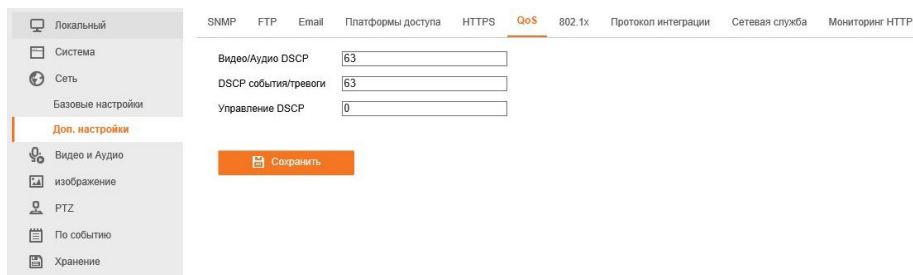 Локальный
Система
Сеть
Базовые настройки
Доп. настройки
Видео и Аудио
изображение
PTZ
По событию
Хранение
SNMP FTP Email Платформы доступа HTTPS QoS 802.1x Протокол интеграции Сетевая служба Мониторинг HTTP
Видео/Аудио DSCP 63
DSCP события/тревоги 63
Управление DSCP 0
Сохранить